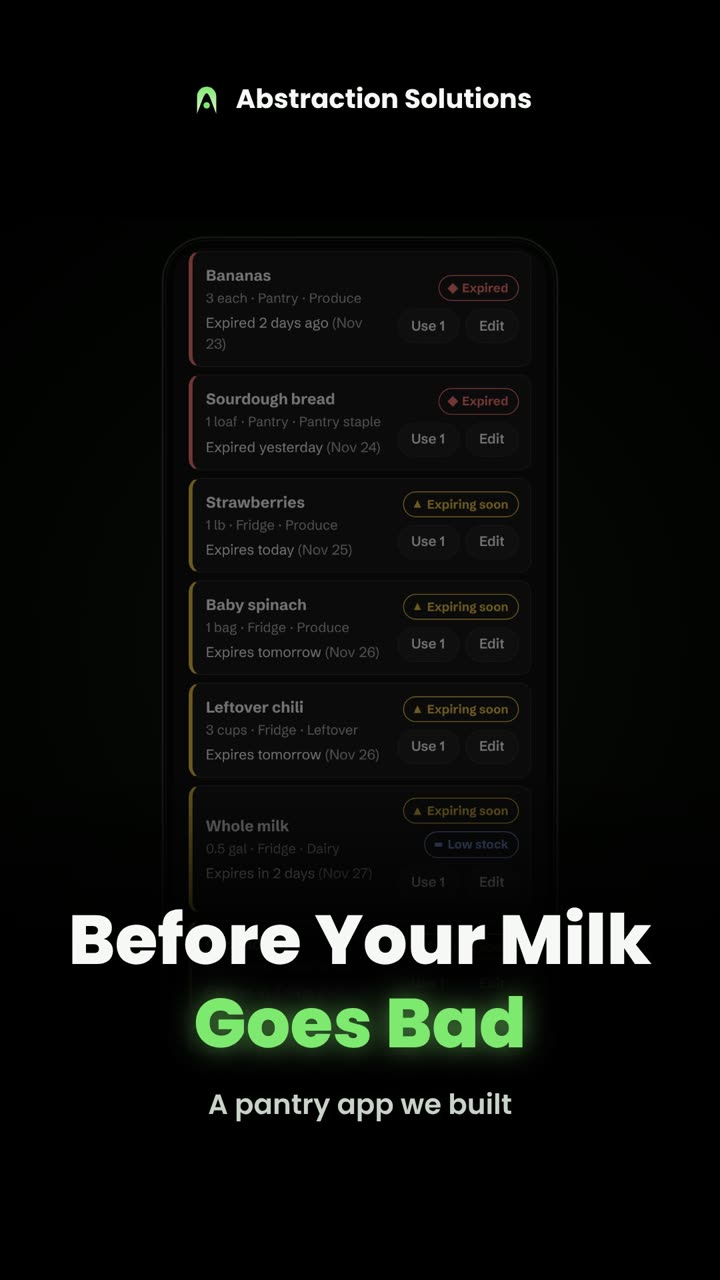 Abstraction Solutions
Bananas
◆ Expired
3 each · Pantry · Produce
Expired 2 days ago (Nov
23)
Use 1
Edit
Sourdough bread
◆ Expired
1 loaf · Pantry · Pantry staple
Expired yesterday (Nov 24)
Use 1
Edit
Strawberries
▲ Expiring soon
1 lb · Fridge · Produce
Expires today (Nov 25)
Use 1
Edit
Baby spinach
▲ Expiring soon
1 bag · Fridge · Produce
Expires tomorrow (Nov 26)
Use 1
Edit
Leftover chili
▲ Expiring soon
3 cups · Fridge · Leftover
Expires tomorrow (Nov 26)
Use 1
Edit
▲ Expiring soon
Whole milk
Low stock
0.5 gal · Fridge · Dairy
Expires in 2 days (Nov 27)
Use 1
Edit
Before Your Milk
Goes Bad
A pantry app we built